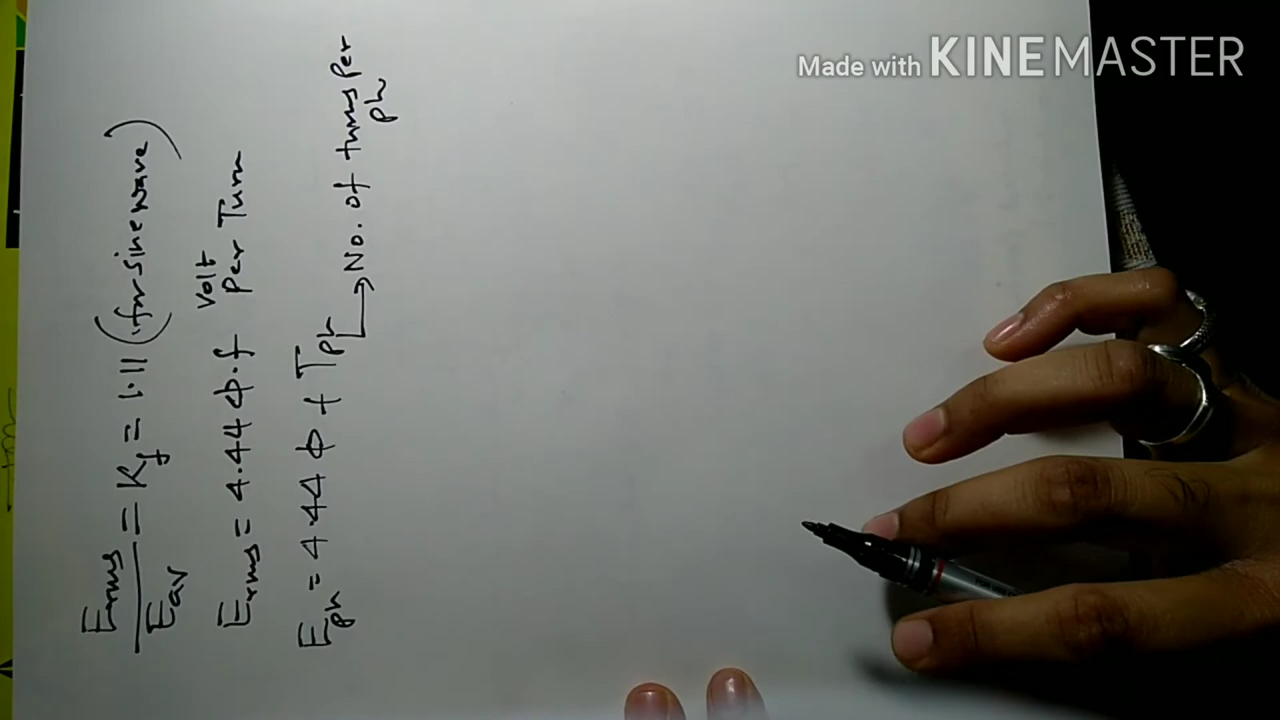 Erms / Eav = Kf = 1.11 (for sine wave)
Erms = 4.44 ϕ.f volt per Turn
Eph = 4.44 ϕ f Tph
→ No. of turns per ph
Made with KINEMASTER